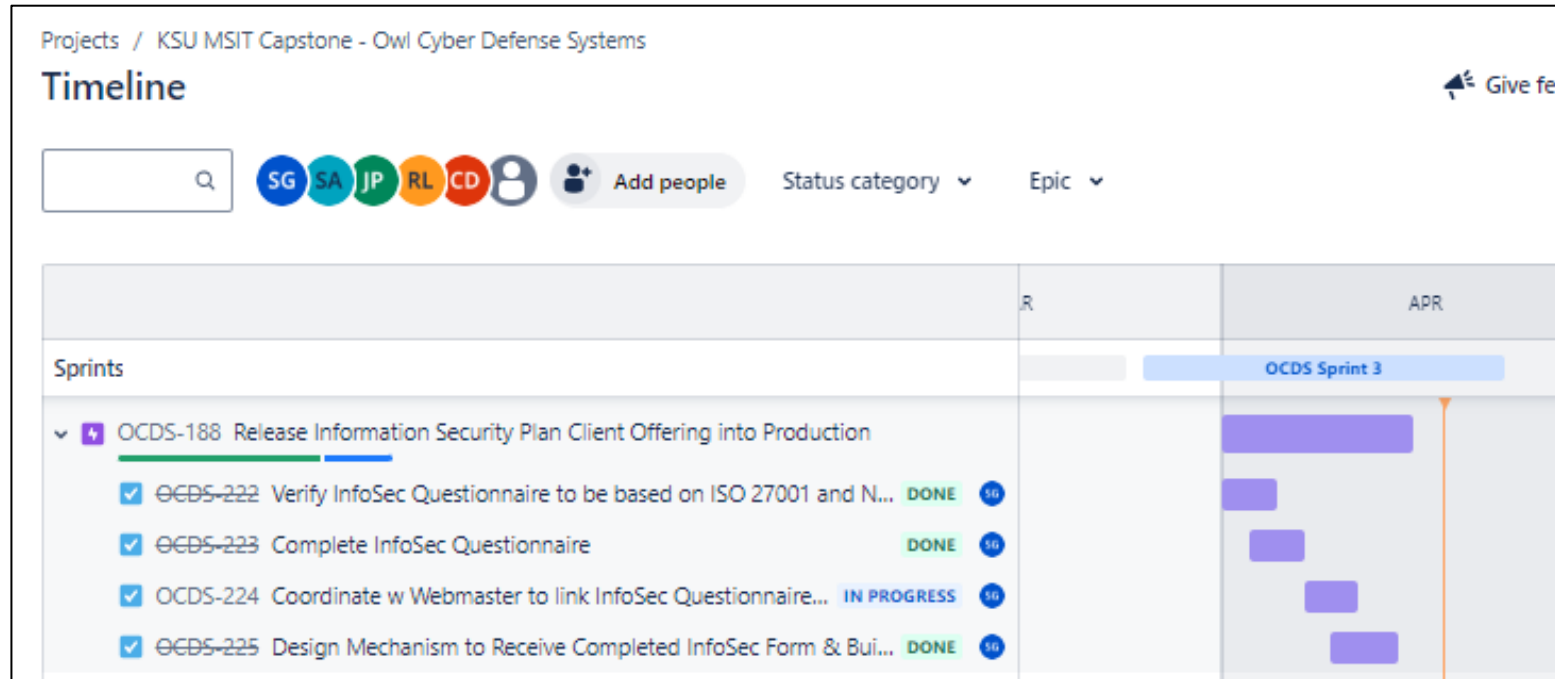 Projects / KSU MSIT Capstone - Owl Cyber Defense Systems
Timeline
Give fe
SG SA JP RL CD Add people Status category Epic
R APR
Sprints OCDS Sprint 3
OCDS-188 Release Information Security Plan Client Offering into Production
OCDS-222 Verify InfoSec Questionnaire to be based on ISO 27001 and N... DONE SG
OCDS-223 Complete InfoSec Questionnaire DONE SG
OCDS-224 Coordinate w Webmaster to link InfoSec Questionnaire... IN PROGRESS SG
OCDS-225 Design Mechanism to Receive Completed InfoSec Form & Bui... DONE SG